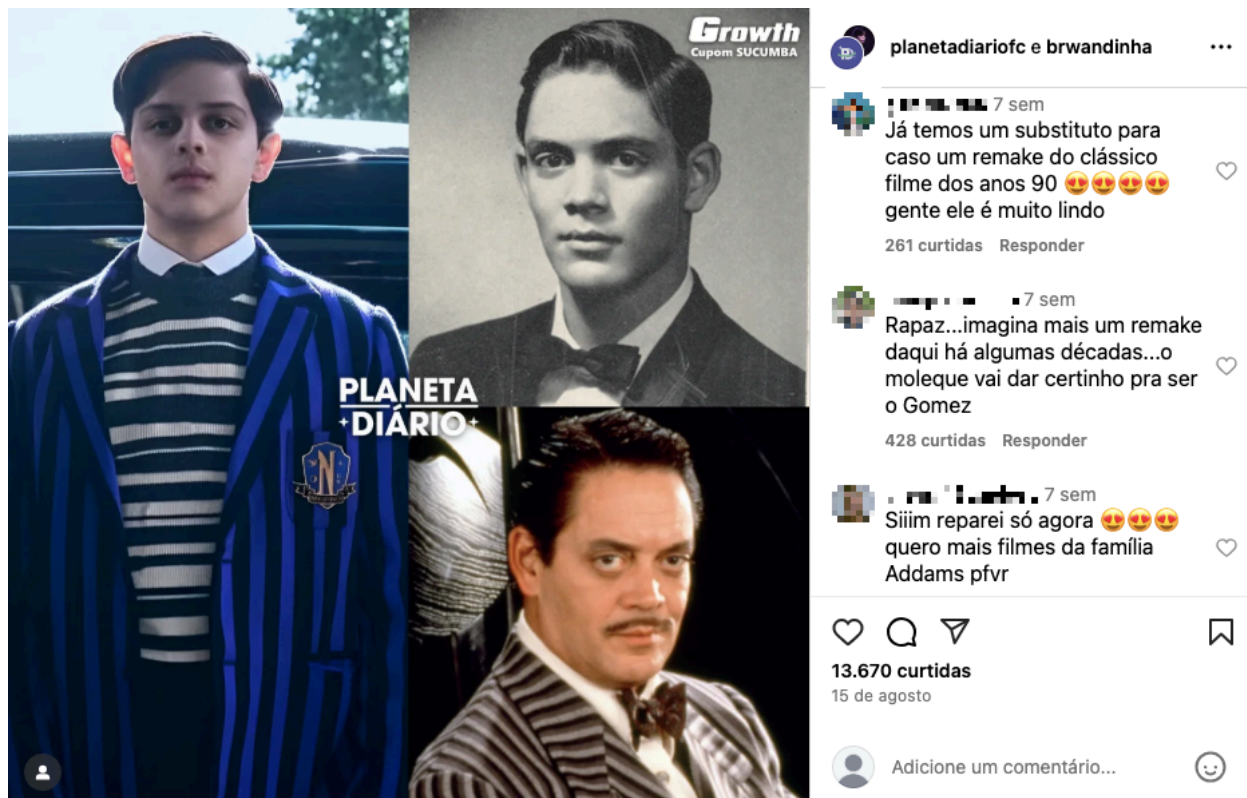 Growth
Cupom SUCUMBA
PLANETA
DIÁRIO
N
planetadiariofc e brwandinha
7 sem
Já temos um substituto para
caso um remake do clássico
filme dos anos 90 😍😍😍😍
gente ele é muito lindo
261 curtidas Responder
7 sem
Rapaz...imagina mais um remake
daqui há algumas décadas...o
moleque vai dar certinho pra ser
o Gomez
428 curtidas Responder
7 sem
Siiim reparei só agora 😍😍😍
quero mais filmes da família
Addams pfvr
13.670 curtidas
15 de agosto
Adicione um comentário...